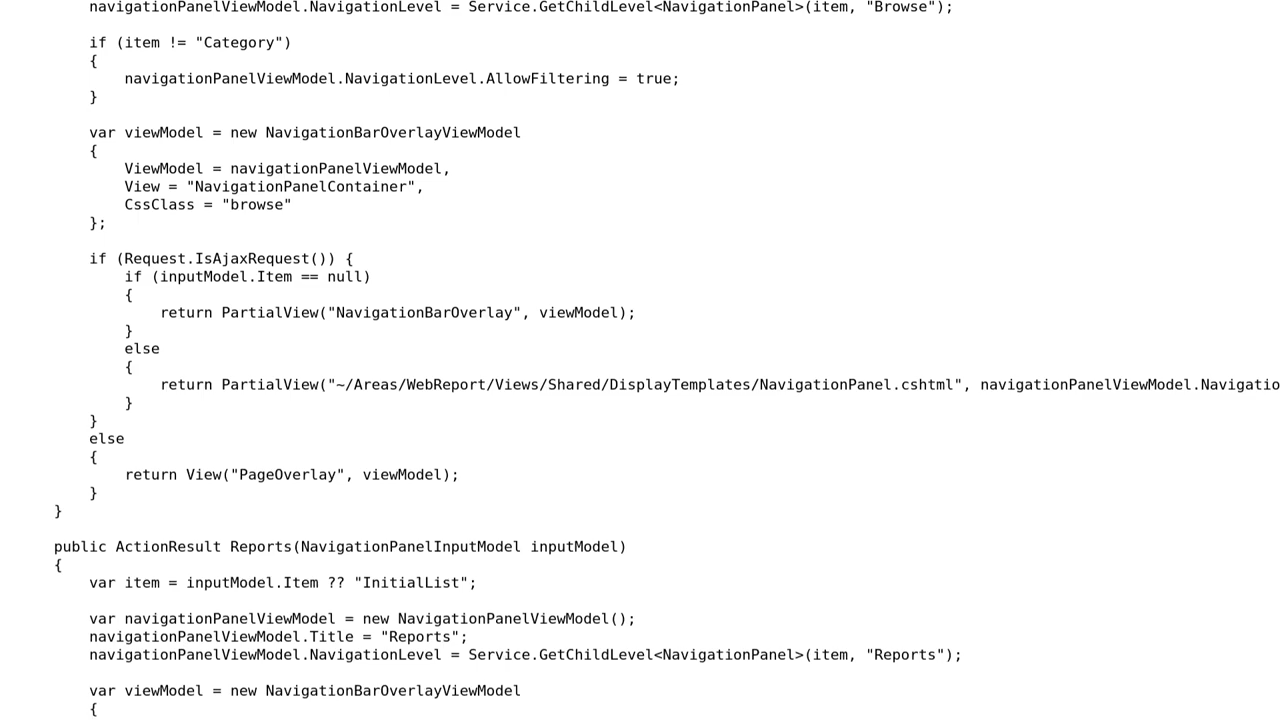 navigationPanelViewModel.NavigationLevel = Service.GetChildLevel<NavigationPanel>(item, "Browse");

    if (item != "Category")
    {
        navigationPanelViewModel.NavigationLevel.AllowFiltering = true;
    }

    var viewModel = new NavigationBarOverlayViewModel
    {
        ViewModel = navigationPanelViewModel,
        View = "NavigationPanelContainer",
        CssClass = "browse"
    };

    if (Request.IsAjaxRequest()) {
        if (inputModel.Item == null)
        {
            return PartialView("NavigationBarOverlay", viewModel);
        }
        else
        {
            return PartialView("~/Areas/WebReport/Views/Shared/DisplayTemplates/NavigationPanel.cshtml", navigationPanelViewModel.Navigatio
        }
    }
    else
    {
        return View("PageOverlay", viewModel);
    }
}

public ActionResult Reports(NavigationPanelInputModel inputModel)
{
    var item = inputModel.Item ?? "InitialList";

    var navigationPanelViewModel = new NavigationPanelViewModel();
    navigationPanelViewModel.Title = "Reports";
    navigationPanelViewModel.NavigationLevel = Service.GetChildLevel<NavigationPanel>(item, "Reports");

    var viewModel = new NavigationBarOverlayViewModel
    {